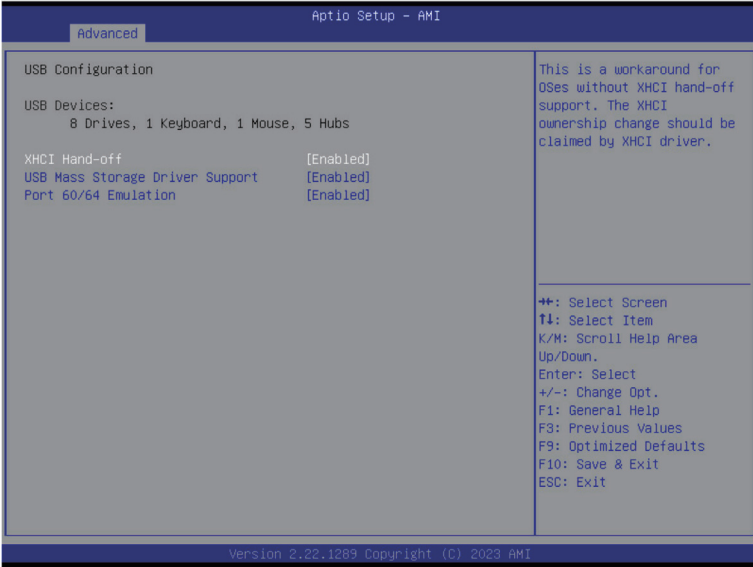 Aptio Setup – AMI
Advanced
USB Configuration
USB Devices:
8 Drives, 1 Keyboard, 1 Mouse, 5 Hubs
XHCI Hand-off [Enabled]
USB Mass Storage Driver Support [Enabled]
Port 60/64 Emulation [Enabled]
This is a workaround for
OSes without XHCI hand-off
support. The XHCI
ownership change should be
claimed by XHCI driver.
→←: Select Screen
↑↓: Select Item
K/M: Scroll Help Area
Up/Down.
Enter: Select
+/-: Change Opt.
F1: General Help
F3: Previous Values
F9: Optimized Defaults
F10: Save & Exit
ESC: Exit
Version 2.22.1289 Copyright (C) 2023 AMI